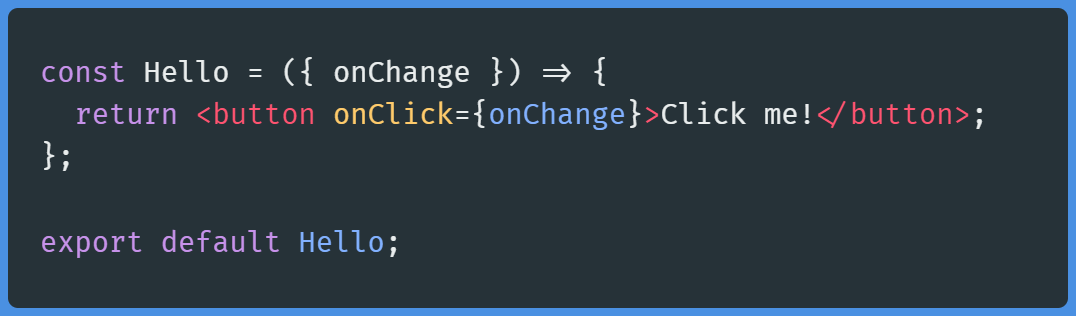 const Hello = ({ onChange }) => {
  return <button onClick={onChange}>Click me!</button>;
};

export default Hello;